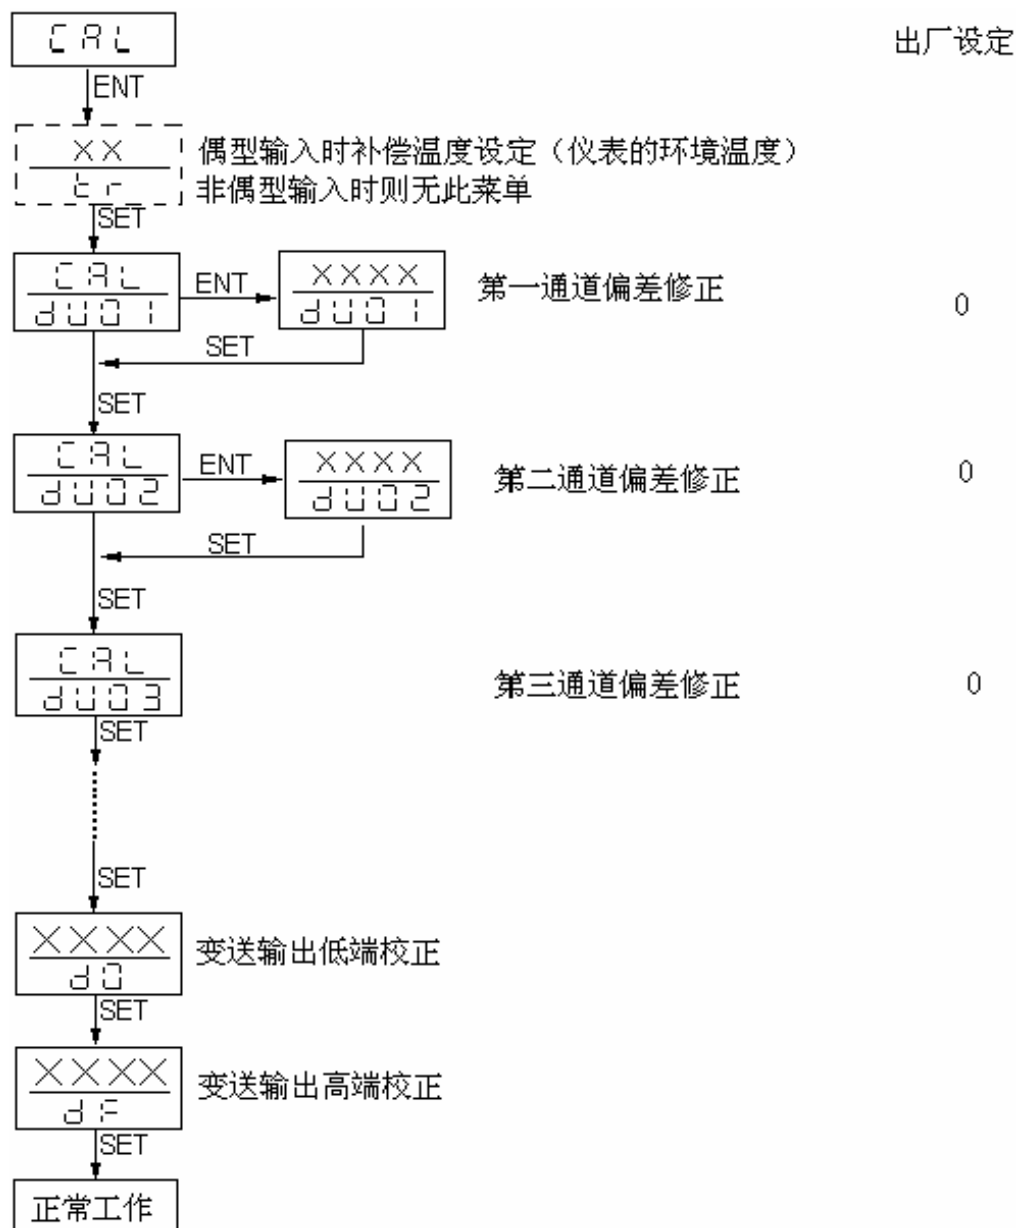 CAL
出厂设定
ENT
XX
偶型输入时补偿温度设定（仪表的环境温度）
tr
非偶型输入时则无此菜单
SET
CAL
dU01
ENT
XXXX
dU01
第一通道偏差修正
0
SET
SET
CAL
dU02
ENT
XXXX
dU02
第二通道偏差修正
0
SET
SET
CAL
dU03
第三通道偏差修正
0
SET
SET
XXXX
d0
变送输出低端校正
SET
XXXX
dF
变送输出高端校正
SET
正常工作